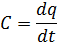 C = dq/dt